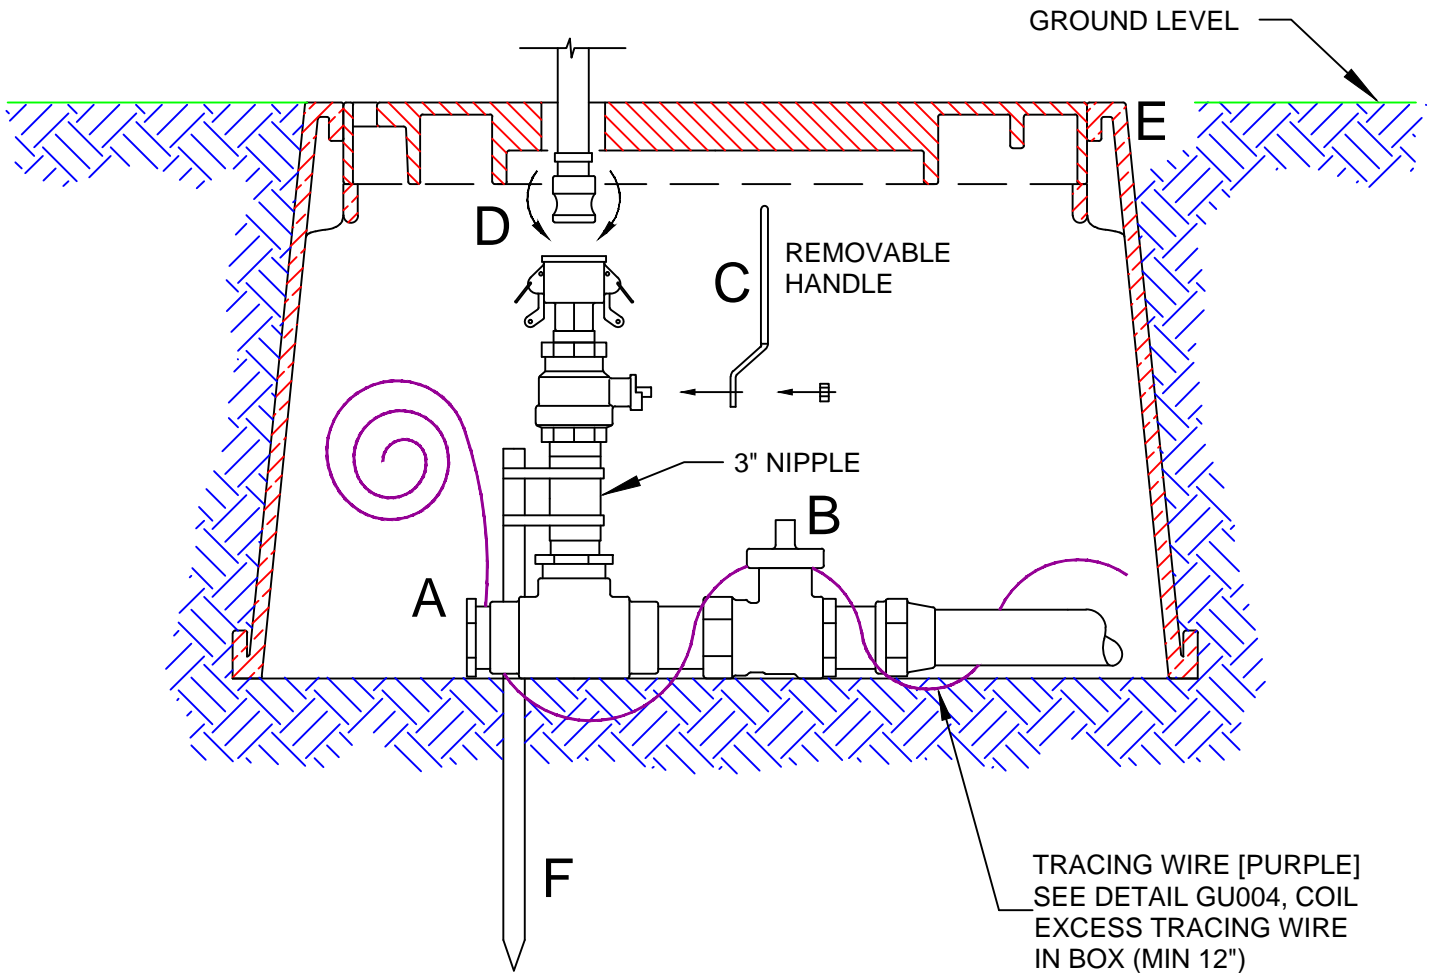 GROUND LEVEL
E
D
C
REMOVABLE
HANDLE
3" NIPPLE
B
A
F
TRACING WIRE [PURPLE]
SEE DETAIL GU004, COIL
EXCESS TRACING WIRE
IN BOX (MIN 12")